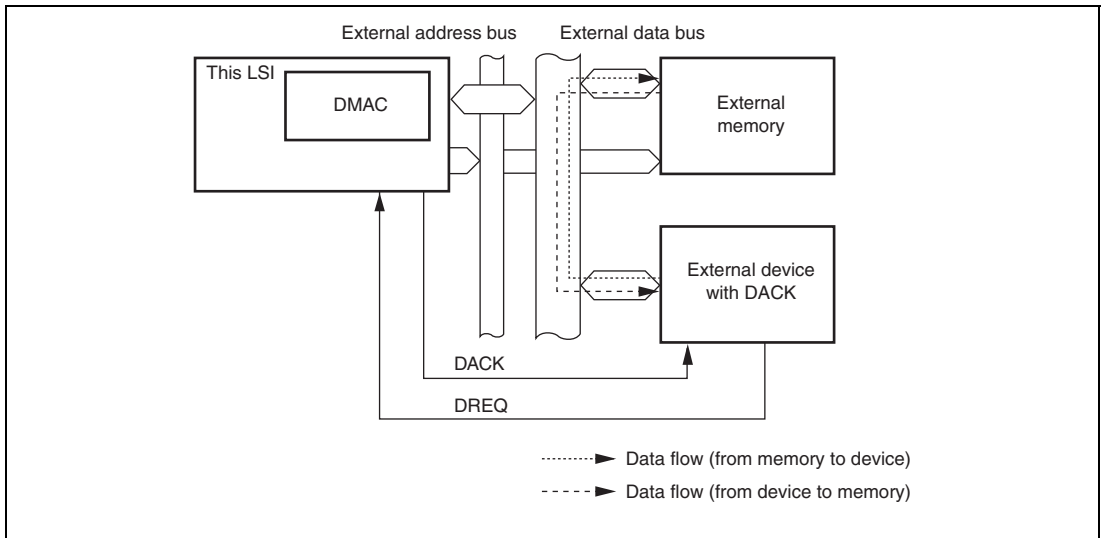 External address bus
External data bus
This LSI
DMAC
External
memory
External device
with DACK
DACK
DREQ
Data flow (from memory to device)
Data flow (from device to memory)